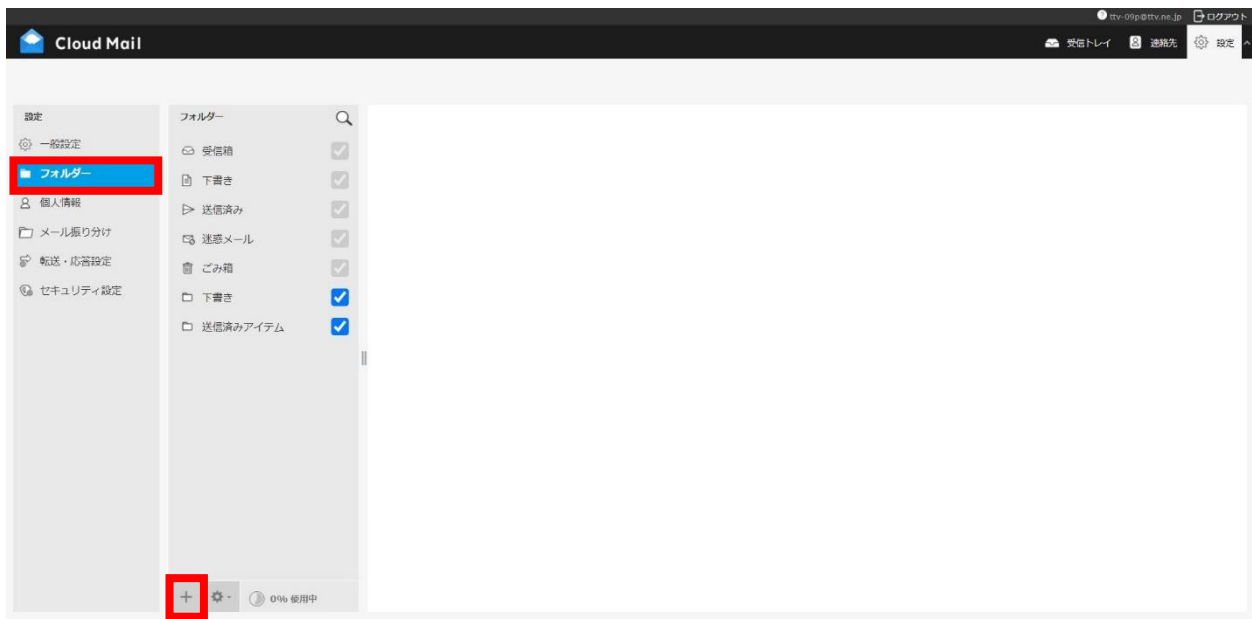 ttv-09p@ttv.ne.jp ログアウト
Cloud Mail
受信トレイ 連絡先 設定
設定
一般設定
フォルダー
個人情報
メール振り分け
転送・応答設定
セキュリティ設定
フォルダー
受信箱
下書き
送信済み
迷惑メール
ごみ箱
下書き
送信済みアイテム
0% 使用中